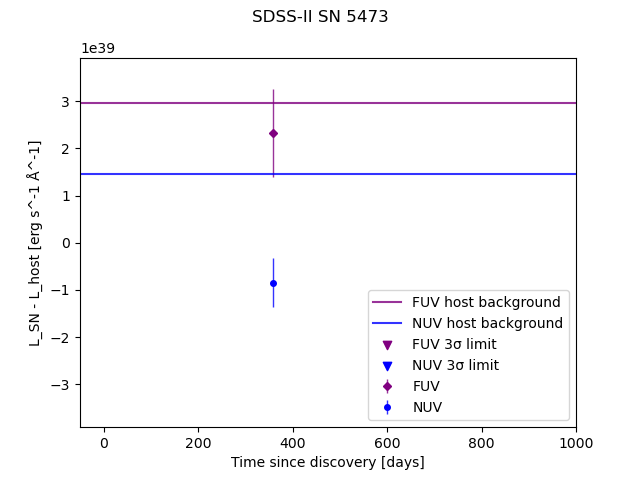 SDSS-II SN 5473
1e39
L_SN - L_host [erg s^-1 Å^-1]
3
2
1
0
−1
−2
−3
FUV host background
NUV host background
FUV 3σ limit
NUV 3σ limit
FUV
NUV
0 200 400 600 800 1000
Time since discovery [days]